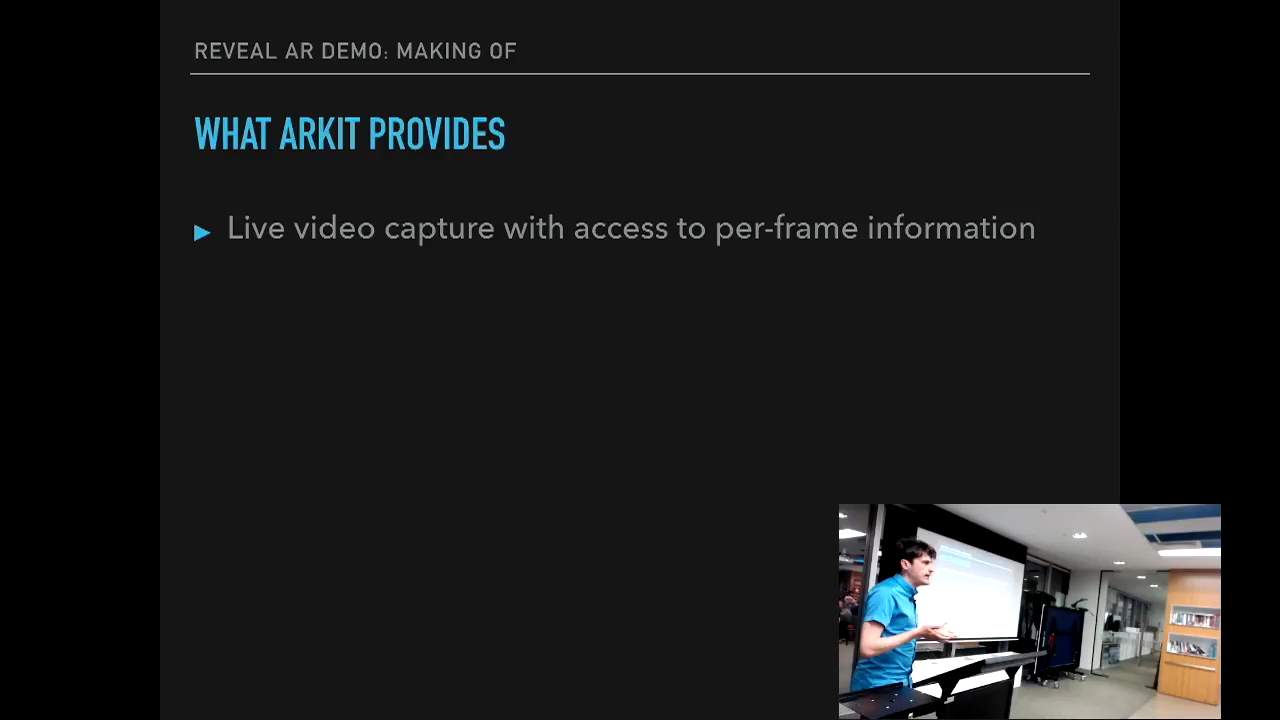 REVEAL AR DEMO: MAKING OF
WHAT ARKIT PROVIDES
▶ Live video capture with access to per-frame information